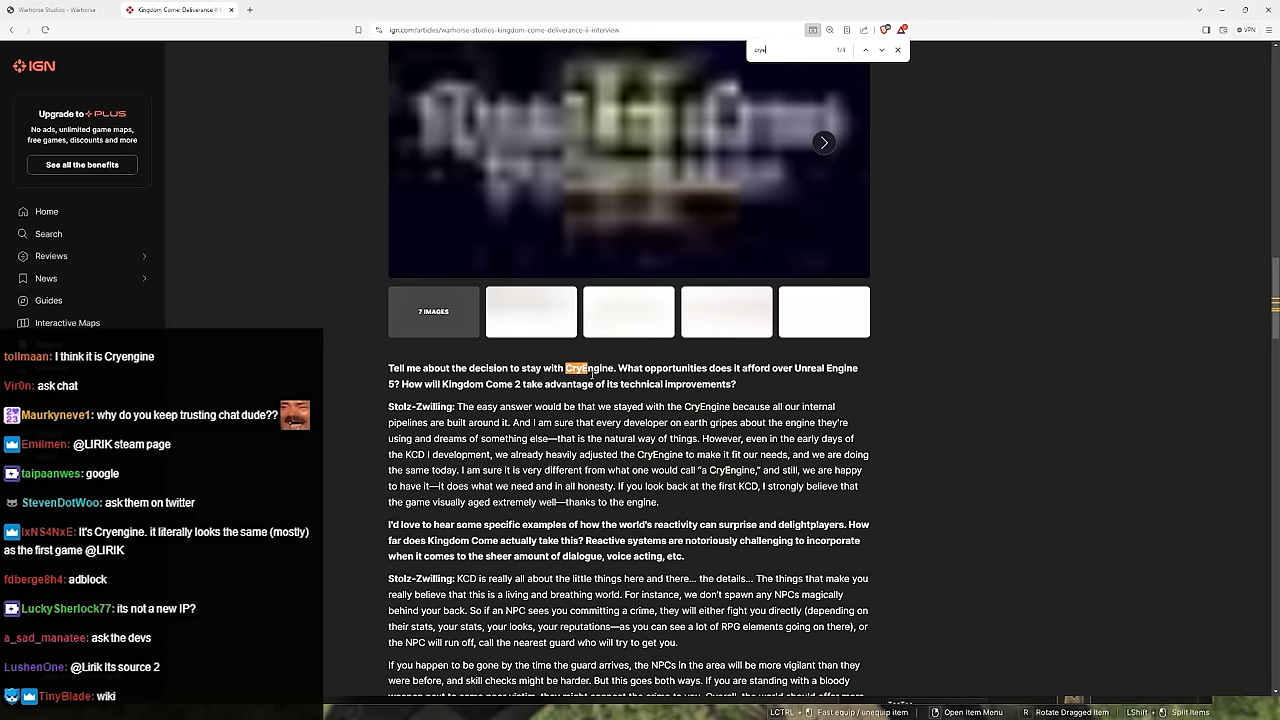 Warhorse Studios - Warhorse
Kingdom Come: Deliverance II I
ign.com/articles/warhorse-studios-kingdom-come-deliverance-ii-interview
VPN
crye
1/4
IGN
Upgrade to PLUS
No ads, unlimited game maps,
free games, discounts and more
See all the benefits
Home
Search
Reviews
News
Guides
Interactive Maps
7 IMAGES
Tell me about the decision to stay with CryEngine. What opportunities does it afford over Unreal Engine
5? How will Kingdom Come 2 take advantage of its technical improvements?
Stolz-Zwilling: The easy answer would be that we stayed with the CryEngine because all our internal
pipelines are built around it. And I am sure that every developer on earth gripes about the engine they're
using and dreams of something else—that is the natural way of things. However, even in the early days of
the KCD I development, we already heavily adjusted the CryEngine to make it fit our needs, and we are doing
the same today. I am sure it is very different from what one would call "a CryEngine," and still, we are happy
to have it—it does what we need and in all honesty. If you look back at the first KCD, I strongly believe that
the game visually aged extremely well—thanks to the engine.
I'd love to hear some specific examples of how the world's reactivity can surprise and delightplayers. How
far does Kingdom Come actually take this? Reactive systems are notoriously challenging to incorporate
when it comes to the sheer amount of dialogue, voice acting, etc.
Stolz-Zwilling: KCD is really all about the little things here and there... the details... The things that make you
really believe that this is a living and breathing world. For instance, we don't spawn any NPCs magically
behind your back. So if an NPC sees you committing a crime, they will either fight you directly (depending on
their stats, your stats, your looks, your reputations—as you can see a lot of RPG elements going on there), or
the NPC will run off, call the nearest guard who will try to get you.
If you happen to be gone by the time the guard arrives, the NPCs in the area will be more vigilant than they
were before, and skill checks might be harder. But this goes both ways. If you are standing with a bloody
tollmaan: I think it is Cryengine
Vir0n: ask chat
Maurkyneve1: why do you keep trusting chat dude??
Emilmen: @LIRIK steam page
taipaanwes: google
StevenDotWoo: ask them on twitter
IxNS4NxE: It's Cryengine. it literally looks the same (mostly)
as the first game @LIRIK
fdberge8h4: adblock
LuckySherlock77: its not a new IP?
a_sad_manatee: ask the devs
LushenOne: @Lirik Its source 2
TinyBlade: wiki
LCTRL + Fast equip / unequip item
Open Item Menu
R Rotate Dragged Item
LShift + Split Items